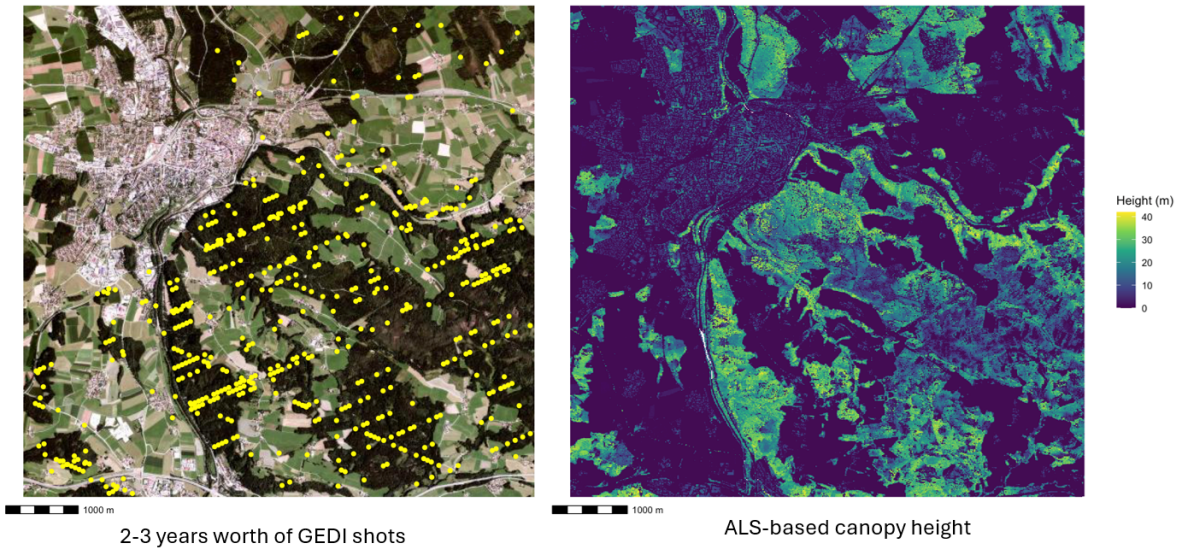 Height (m)
40
30
20
10
0
1000 m
1000 m
2-3 years worth of GEDI shots
ALS-based canopy height